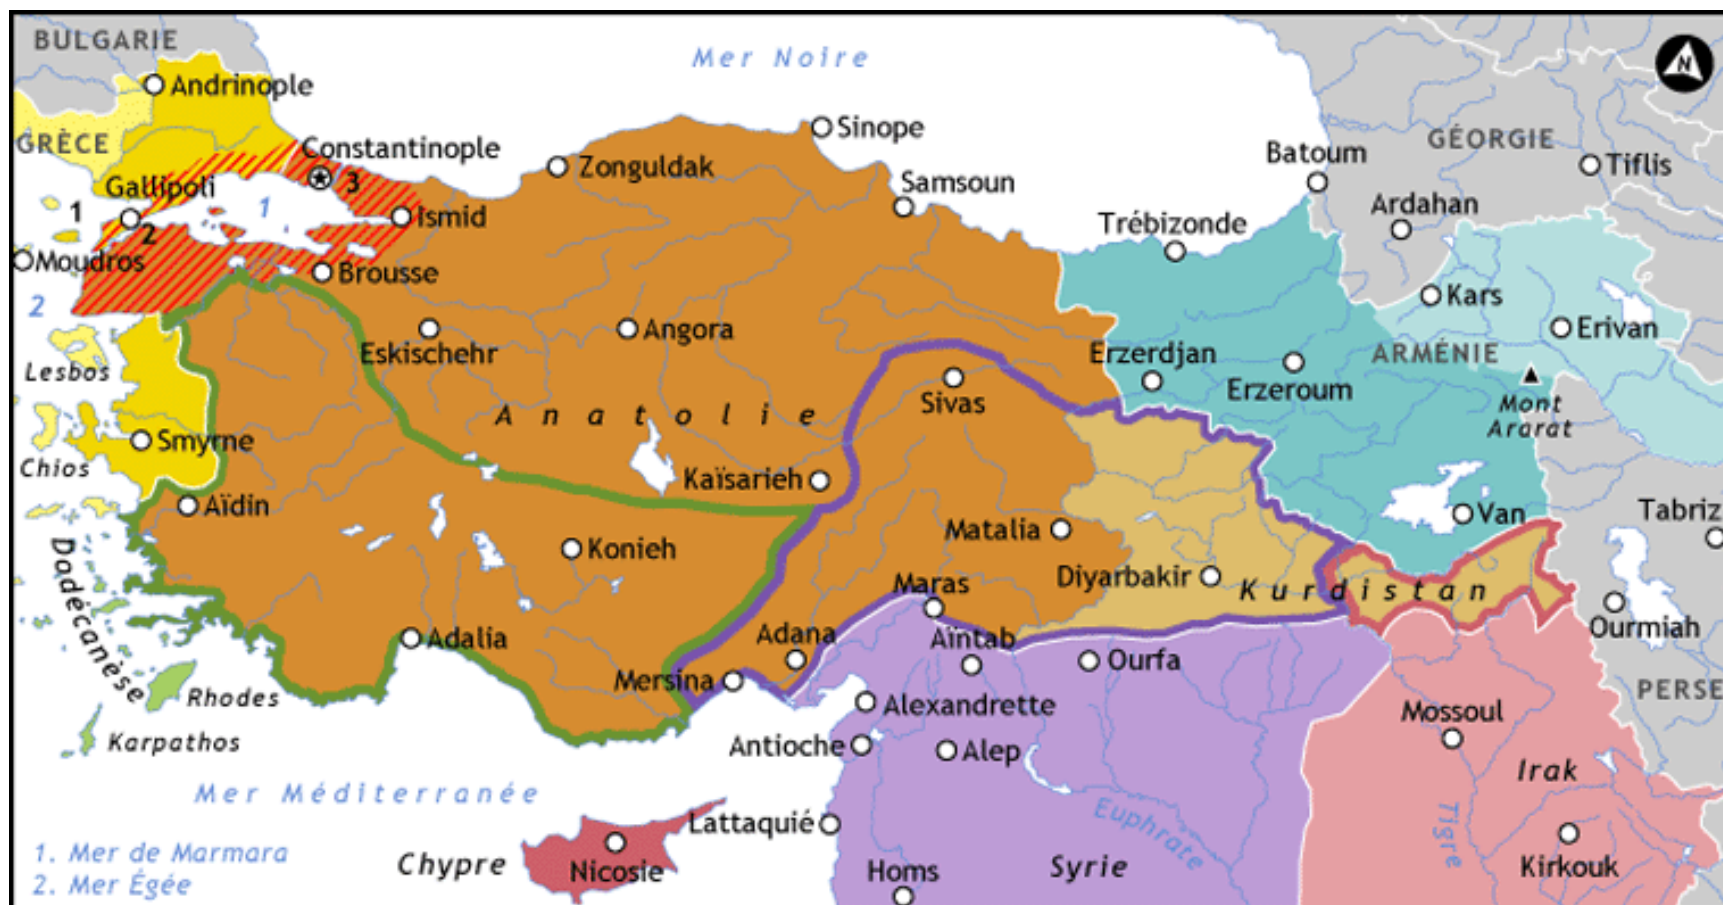 BULGARIE
Mer Noire
N
Andrinople
GRÈCE
Constantinople
Sinope
Zonguldak
Batoum
GÉORGIE
Tiflis
Gallipoli
3
Samsoun
Ardahan
1
1
Ismid
Trébizonde
2
Moudros
Brousse
Kars
2
Erivan
Angora
Eskischehr
Erzerdjan
ARMÉNIE
Lesbos
Erzeroum
Sivas
Mont
Ararat
Anatolie
Smyrne
Chios
Kaïsarieh
Aïdin
Van
Tabriz
Matalia
Konieh
Dadécanèse
Maras
Diyarbakir
Kurdistan
Adalia
Adana
Aïntab
Ourmiah
Ourfa
Mersina
Rhodes
PERSE
Alexandrette
Mossoul
Karpathos
Antioche
Alep
Irak
Mer Méditerranée
Lattaquié
Euphrate
Tigre
1. Mer de Marmara
Chypre
Nicosie
Syrie
Kirkouk
2. Mer Égée
Homs